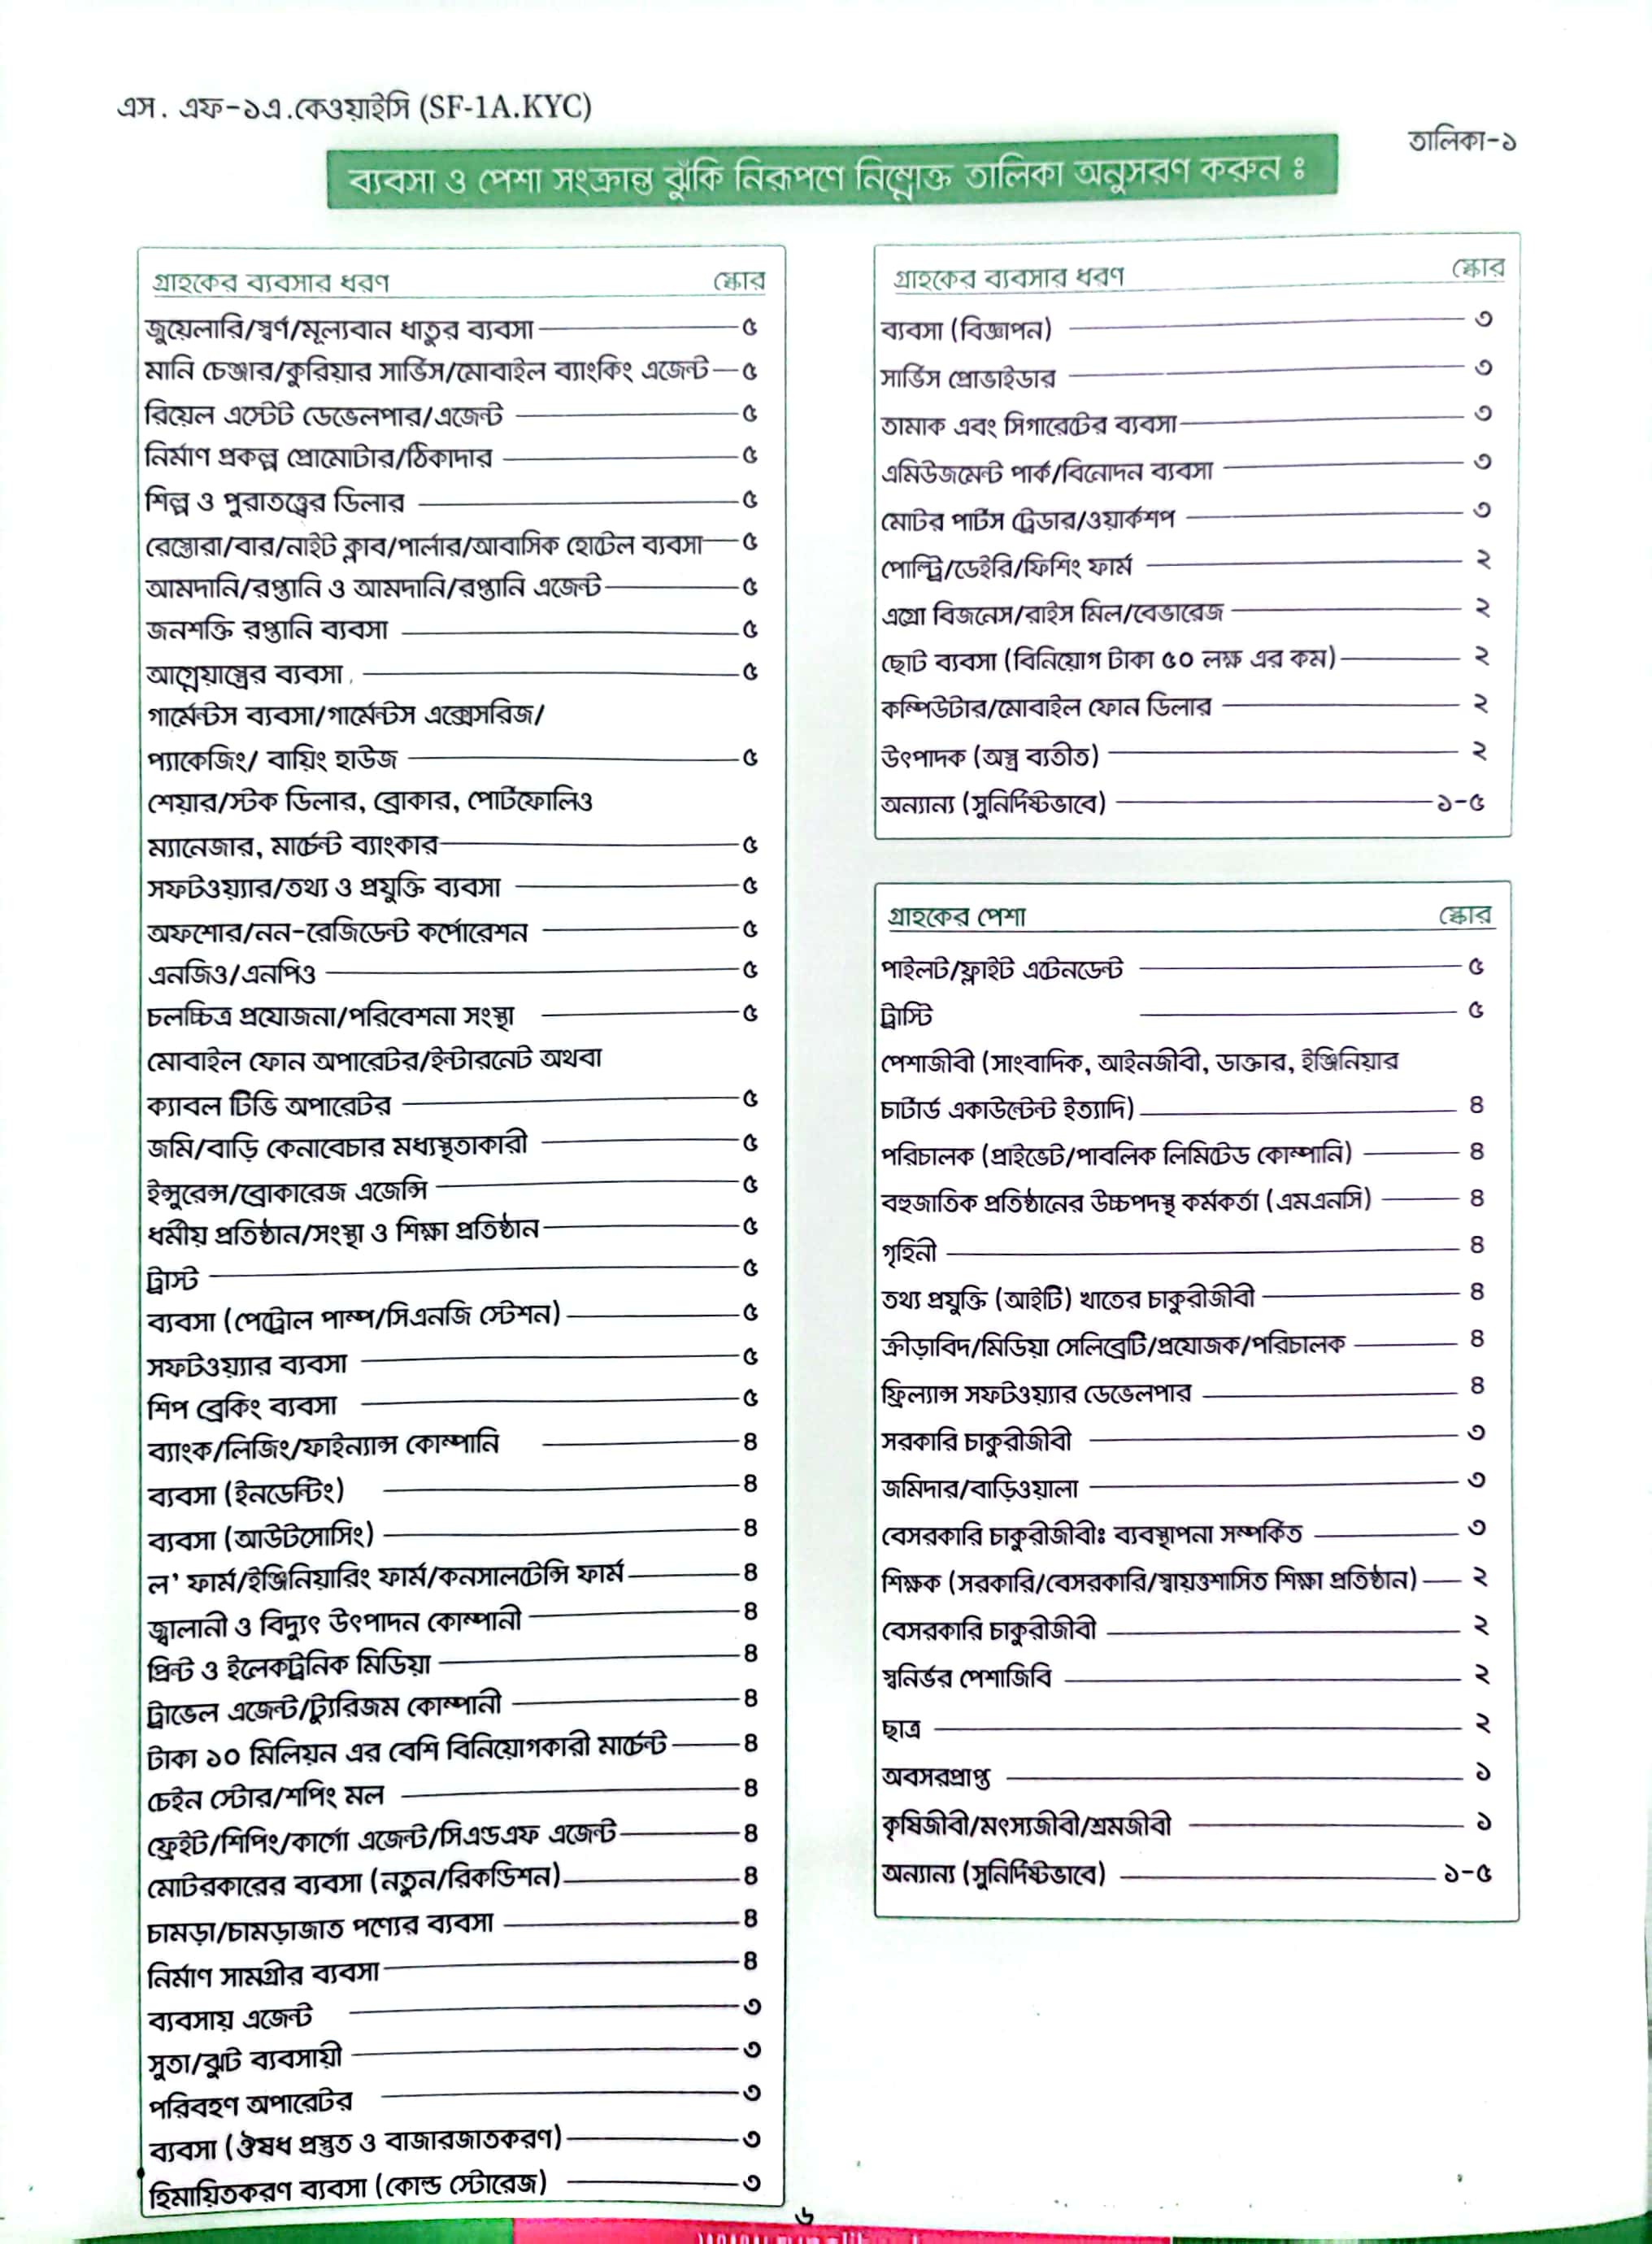 এস. এফ-১এ.কেওয়াইসি (SF-1A.KYC)
তালিকা-১
ব্যবসা ও পেশা সংক্রান্ত ঝুঁকি নিরূপণে নিম্নোক্ত তালিকা অনুসরণ করুন ঃ
গ্রাহকের ব্যবসার ধরণ স্কোর
জুয়েলারি/স্বর্ণ/মূল্যবান ধাতুর ব্যবসা ৫
মানি চেঞ্জার/কুরিয়ার সার্ভিস/মোবাইল ব্যাংকিং এজেন্ট ৫
রিয়েল এস্টেট ডেভেলপার/এজেন্ট ৫
নির্মাণ প্রকল্প প্রোমোটার/ঠিকাদার ৫
শিল্প ও পুরাতত্ত্বের ডিলার ৫
রেস্তোরা/বার/নাইট ক্লাব/পার্লার/আবাসিক হোটেল ব্যবসা ৫
আমদানি/রপ্তানি ও আমদানি/রপ্তানি এজেন্ট ৫
জনশক্তি রপ্তানি ব্যবসা ৫
আগ্নেয়াস্ত্রের ব্যবসা ৫
গার্মেন্টস ব্যবসা/গার্মেন্টস এক্সেসরিজ/
প্যাকেজিং/ বায়িং হাউজ ৫
শেয়ার/স্টক ডিলার, ব্রোকার, পোর্টফোলিও
ম্যানেজার, মার্চেন্ট ব্যাংকার ৫
সফটওয়্যার/তথ্য ও প্রযুক্তি ব্যবসা ৫
অফশোর/নন-রেজিডেন্ট কর্পোরেশন ৫
এনজিও/এনপিও ৫
চলচ্চিত্র প্রযোজনা/পরিবেশনা সংস্থা ৫
মোবাইল ফোন অপারেটর/ইন্টারনেট অথবা
ক্যাবল টিভি অপারেটর ৫
জমি/বাড়ি কেনাবেচার মধ্যস্থতাকারী ৫
ইন্সুরেন্স/ব্রোকারেজ এজেন্সি ৫
ধর্মীয় প্রতিষ্ঠান/সংস্থা ও শিক্ষা প্রতিষ্ঠান ৫
ট্রাস্ট ৫
ব্যবসা (পেট্রোল পাম্প/সিএনজি স্টেশন) ৫
সফটওয়্যার ব্যবসা ৫
শিপ ব্রেকিং ব্যবসা ৫
ব্যাংক/লিজিং/ফাইন্যান্স কোম্পানি ৪
ব্যবসা (ইনডেন্টিং) ৪
ব্যবসা (আউটসোসিং) ৪
ল' ফার্ম/ইঞ্জিনিয়ারিং ফার্ম/কনসালটেন্সি ফার্ম ৪
জ্বালানী ও বিদ্যুৎ উৎপাদন কোম্পানী ৪
প্রিন্ট ও ইলেকট্রনিক মিডিয়া ৪
ট্রাভেল এজেন্ট/ট্যুরিজম কোম্পানী ৪
টাকা ১০ মিলিয়ন এর বেশি বিনিয়োগকারী মার্চেন্ট ৪
চেইন স্টোর/শপিং মল ৪
ফ্রেইট/শিপিং/কার্গো এজেন্ট/সিএন্ডএফ এজেন্ট ৪
মোটরকারের ব্যবসা (নতুন/রিকন্ডিশন) ৪
চামড়া/চামড়াজাত পণ্যের ব্যবসা ৪
নির্মাণ সামগ্রীর ব্যবসা ৪
ব্যবসায় এজেন্ট ৩
সুতা/ঝুট ব্যবসায়ী ৩
পরিবহণ অপারেটর ৩
ব্যবসা (ঔষধ প্রস্তুত ও বাজারজাতকরণ) ৩
হিমায়িতকরণ ব্যবসা (কোল্ড স্টোরেজ) ৩
গ্রাহকের ব্যবসার ধরণ স্কোর
ব্যবসা (বিজ্ঞাপন) ৩
সার্ভিস প্রোভাইডার ৩
তামাক এবং সিগারেটের ব্যবসা ৩
এমিউজমেন্ট পার্ক/বিনোদন ব্যবসা ৩
মোটর পার্টস ট্রেডার/ওয়ার্কশপ ৩
পোল্ট্রি/ডেইরি/ফিশিং ফার্ম ২
এগ্রো বিজনেস/রাইস মিল/বেভারেজ ২
ছোট ব্যবসা (বিনিয়োগ টাকা ৫০ লক্ষ এর কম) ২
কম্পিউটার/মোবাইল ফোন ডিলার ২
উৎপাদক (অস্ত্র ব্যতীত) ২
অন্যান্য (সুনির্দিষ্টভাবে) ১-৫
গ্রাহকের পেশা স্কোর
পাইলট/ফ্লাইট এটেনডেন্ট ৫
ট্রাস্টি ৫
পেশাজীবী (সাংবাদিক, আইনজীবী, ডাক্তার, ইঞ্জিনিয়ার
চার্টার্ড একাউন্টেন্ট ইত্যাদি) ৪
পরিচালক (প্রাইভেট/পাবলিক লিমিটেড কোম্পানি) ৪
বহুজাতিক প্রতিষ্ঠানের উচ্চপদস্থ কর্মকর্তা (এমএনসি) ৪
গৃহিনী ৪
তথ্য প্রযুক্তি (আইটি) খাতের চাকুরীজীবী ৪
ক্রীড়াবিদ/মিডিয়া সেলিব্রেটি/প্রযোজক/পরিচালক ৪
ফ্রিল্যান্স সফটওয়্যার ডেভেলপার ৪
সরকারি চাকুরীজীবী ৩
জমিদার/বাড়িওয়ালা ৩
বেসরকারি চাকুরীজীবীঃ ব্যবস্থাপনা সম্পর্কিত ৩
শিক্ষক (সরকারি/বেসরকারি/স্বায়ত্তশাসিত শিক্ষা প্রতিষ্ঠান) ২
বেসরকারি চাকুরীজীবী ২
স্বনির্ভর পেশাজিবি ২
ছাত্র ২
অবসরপ্রাপ্ত ১
কৃষিজীবী/মৎস্যজীবী/শ্রমজীবী ১
অন্যান্য (সুনির্দিষ্টভাবে) ১-৫
৬